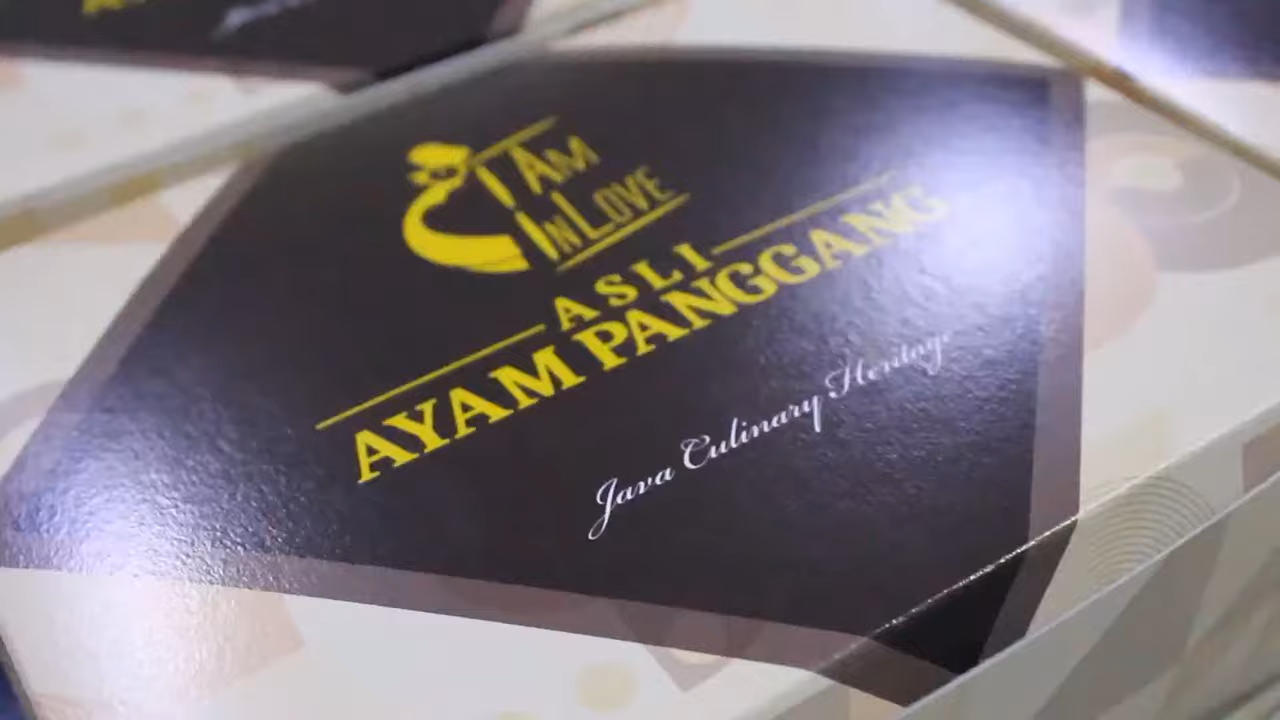 I AM
IN LOVE
ASLI
AYAM PANGGANG
Java Culinary Heritage